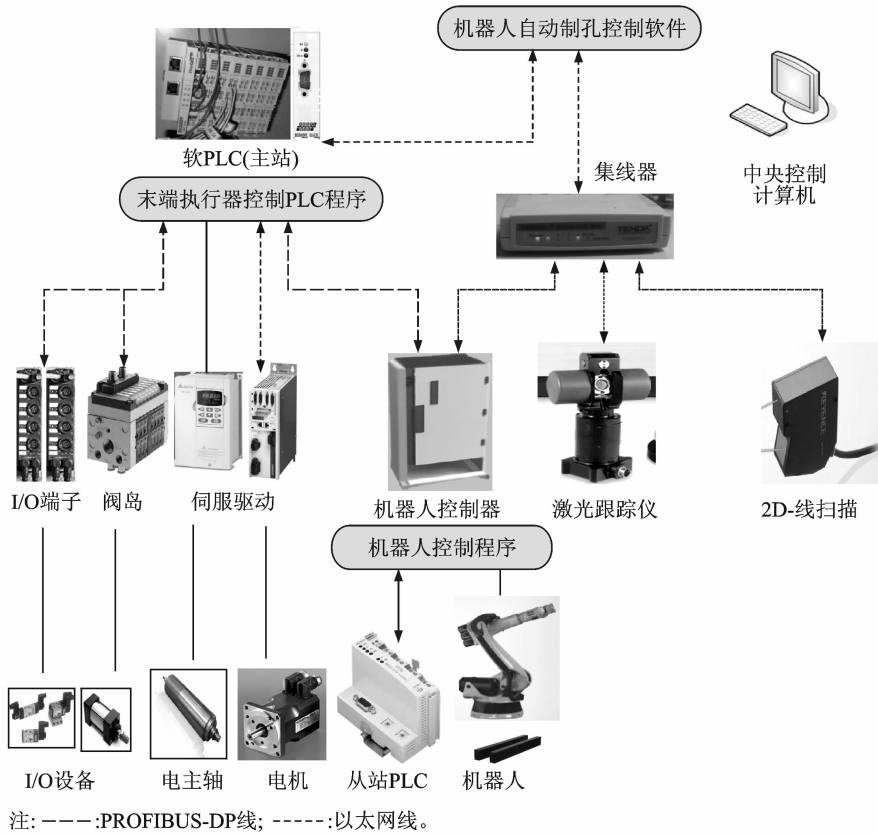 机器人自动制孔控制软件
软PLC(主站)
集线器
中央控制
计算机
末端执行器控制PLC程序
TENDA
KEYENCE
I/O端子
阀岛
伺服驱动
机器人控制器
激光跟踪仪
2D-线扫描
机器人控制程序
I/O设备
电主轴
电机
从站PLC
机器人
注: ———:PROFIBUS-DP线; -----:以太网线。